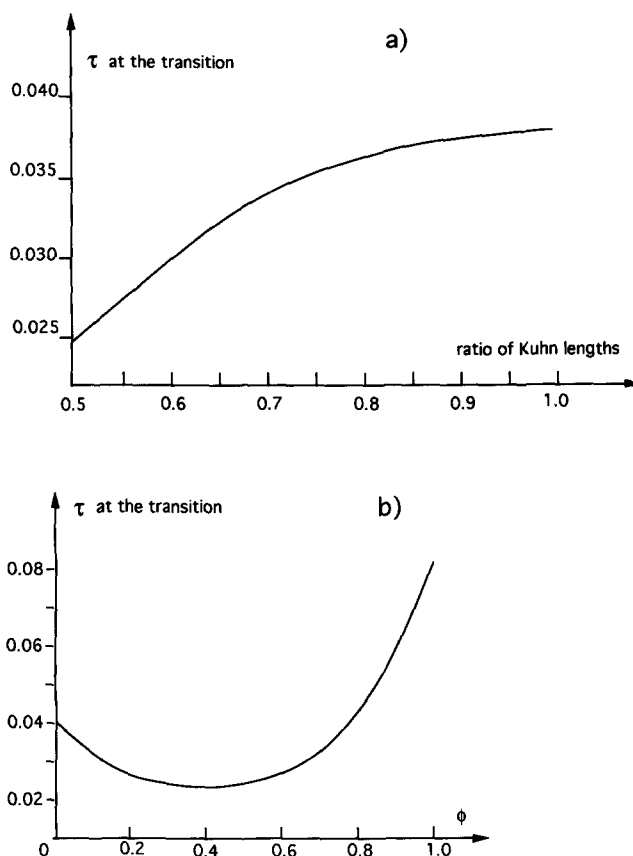 a)
τ at the transition
0.040
0.035
0.030
0.025
ratio of Kuhn lengths
0.5 0.6 0.7 0.8 0.9 1.0
b)
τ at the transition
0.08
0.06
0.04
0.02
ϕ
0 0.2 0.4 0.6 0.8 1.0